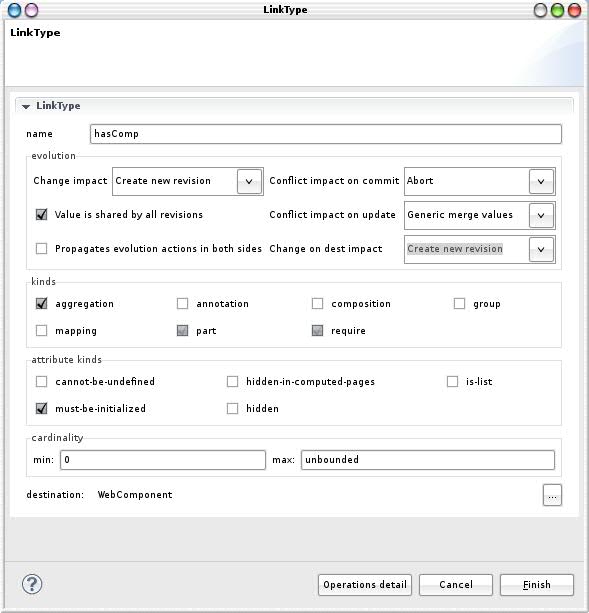 LinkType
LinkType
LinkType
name hasComp
evolution
Change impact Create new revision Conflict impact on commit Abort
Value is shared by all revisions Conflict impact on update Generic merge values
Propagates evolution actions in both sides Change on dest impact Create new revision
kinds
aggregation annotation composition group
mapping part require
attribute kinds
cannot-be-undefined hidden-in-computed-pages is-list
must-be-initialized hidden
cardinality
min: 0 max: unbounded
destination: WebComponent ...
? Operations detail Cancel Finish